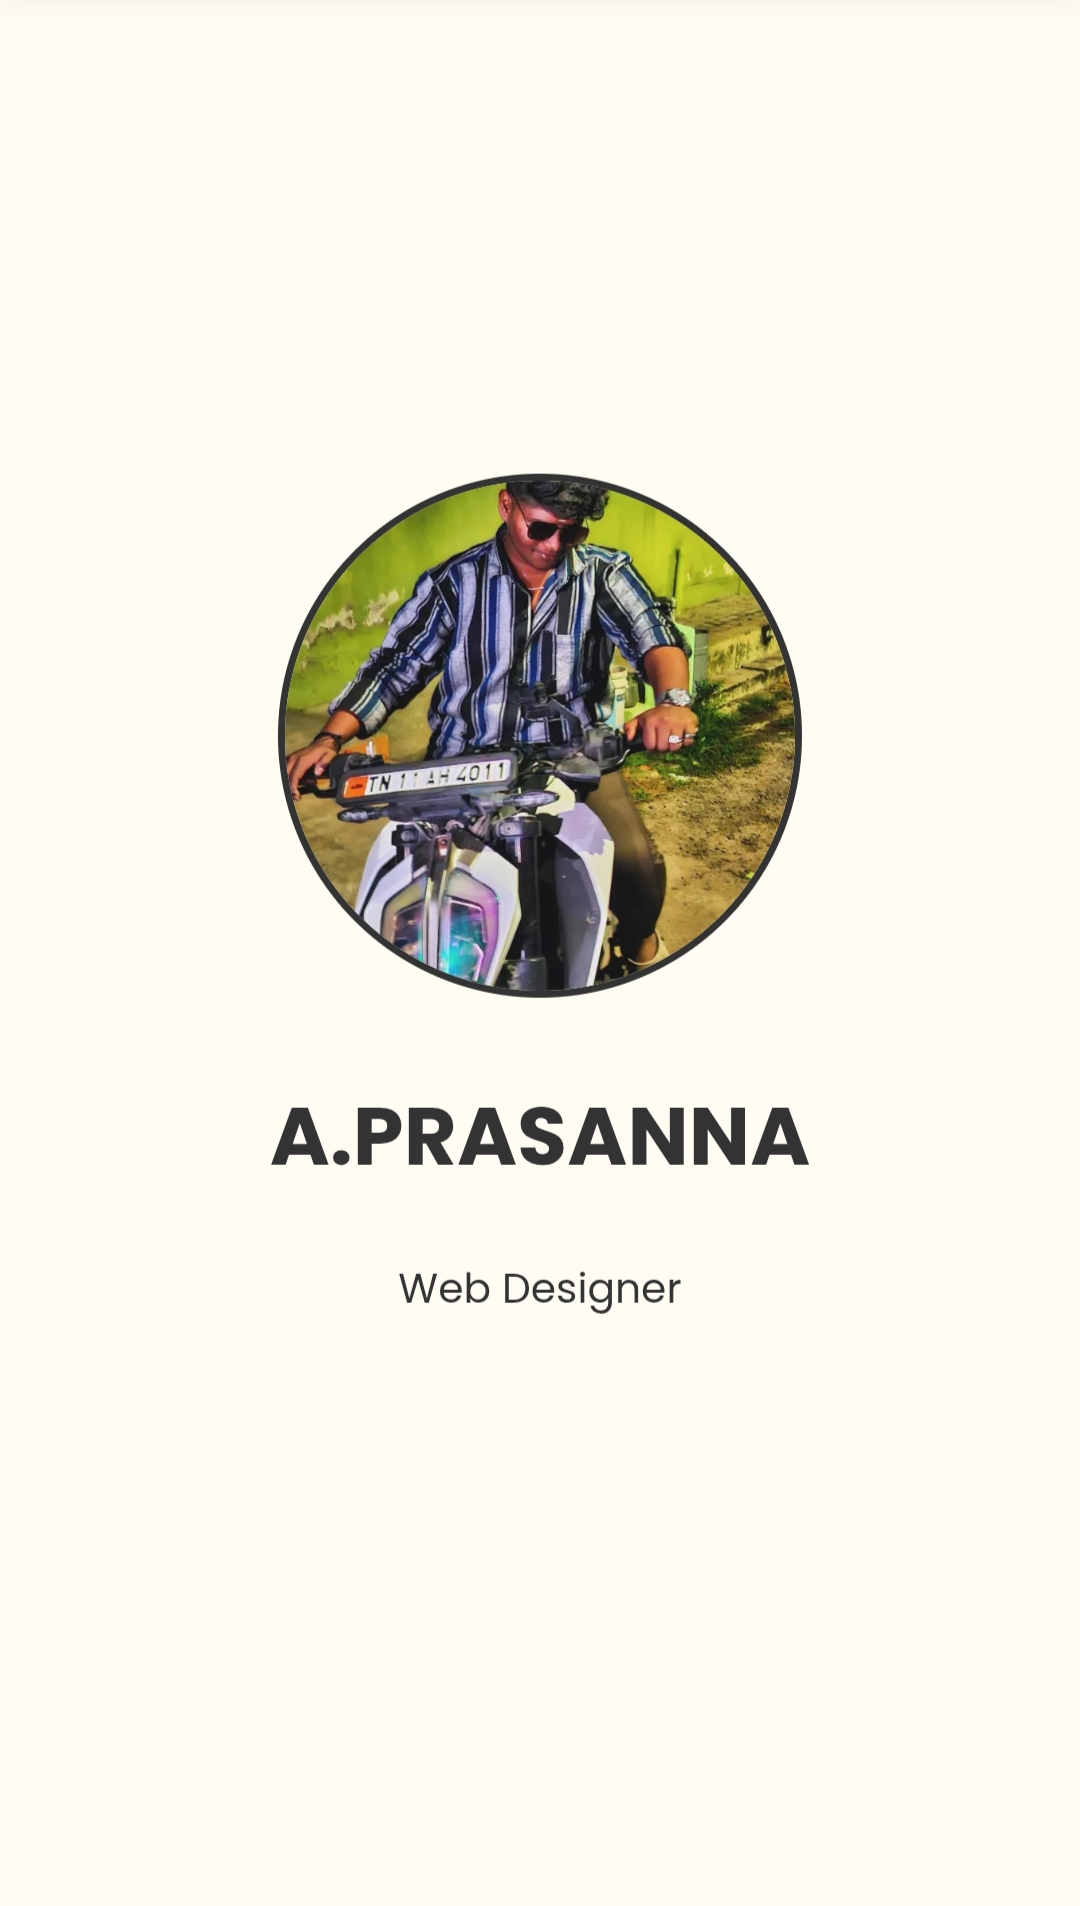 TN 11 AH 4011
A.PRASANNA
Web Designer